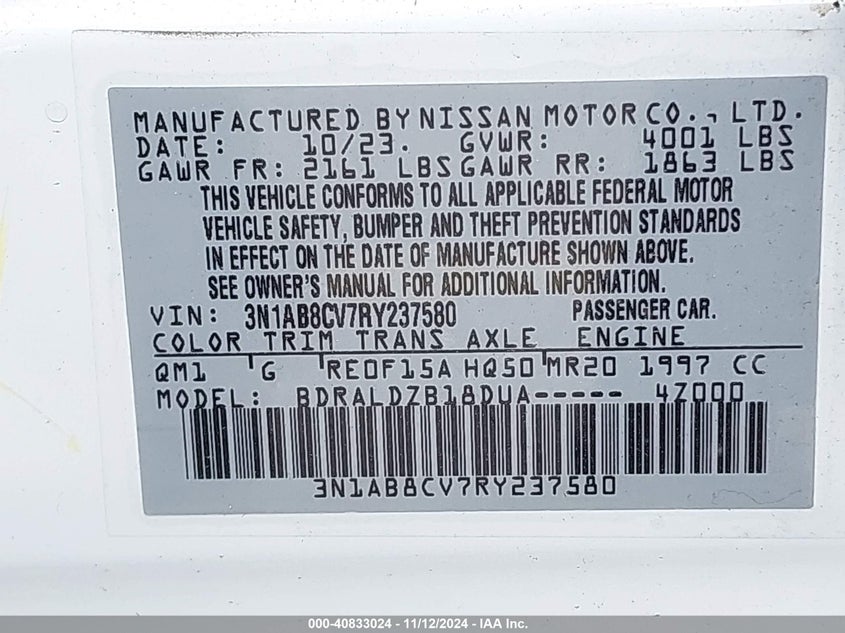 MANUFACTURED BY NISSAN MOTOR CO., LTD.
DATE: 10/23. GVWR: 4001 LBS
GAWR FR: 2161 LBS GAWR RR: 1863 LBS
THIS VEHICLE CONFORMS TO ALL APPLICABLE FEDERAL MOTOR
VEHICLE SAFETY, BUMPER AND THEFT PREVENTION STANDARDS
IN EFFECT ON THE DATE OF MANUFACTURE SHOWN ABOVE.
SEE OWNER'S MANUAL FOR ADDITIONAL INFORMATION.
VIN: 3N1AB8CV7RY237580 PASSENGER CAR.
COLOR TRIM TRANS AXLE ENGINE
QM1 G RE0F15A HQ50 MR20 1997 CC
MODEL: BDRALDZB18DUA----- 4Z000
3N1AB8CV7RY237580
000-40833024 - 11/12/2024 - IAA Inc.